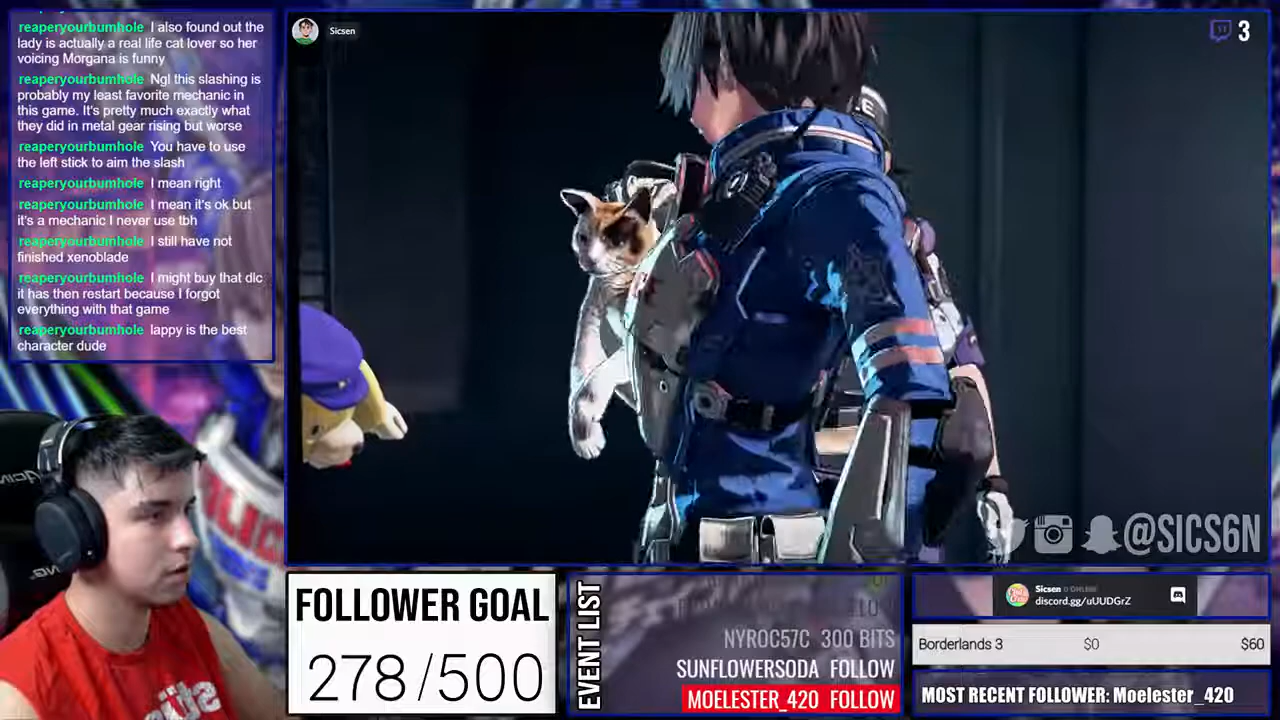 reaperyourbumhole I also found out the
lady is actually a real life cat lover so her
voicing Morgana is funny
reaperyourbumhole Ngl this slashing is
probably my least favorite mechanic in
this game. It's pretty much exactly what
they did in metal gear rising but worse
reaperyourbumhole You have to use
the left stick to aim the slash
reaperyourbumhole I mean right
reaperyourbumhole I mean it's ok but
it's a mechanic I never use tbh
reaperyourbumhole I still have not
finished xenoblade
reaperyourbumhole I might buy that dlc
it has then restart because I forgot
everything with that game
reaperyourbumhole lappy is the best
character dude
Sicsen
3
@SICS6N
FOLLOWER GOAL
278/500
EVENT LIST
NYROC57C 300 BITS
SUNFLOWERSODA FOLLOW
MOELESTER_420 FOLLOW
Sicsen
discord.gg/uUUDGrZ
Borderlands 3 $0 $60
MOST RECENT FOLLOWER: Moelester_420